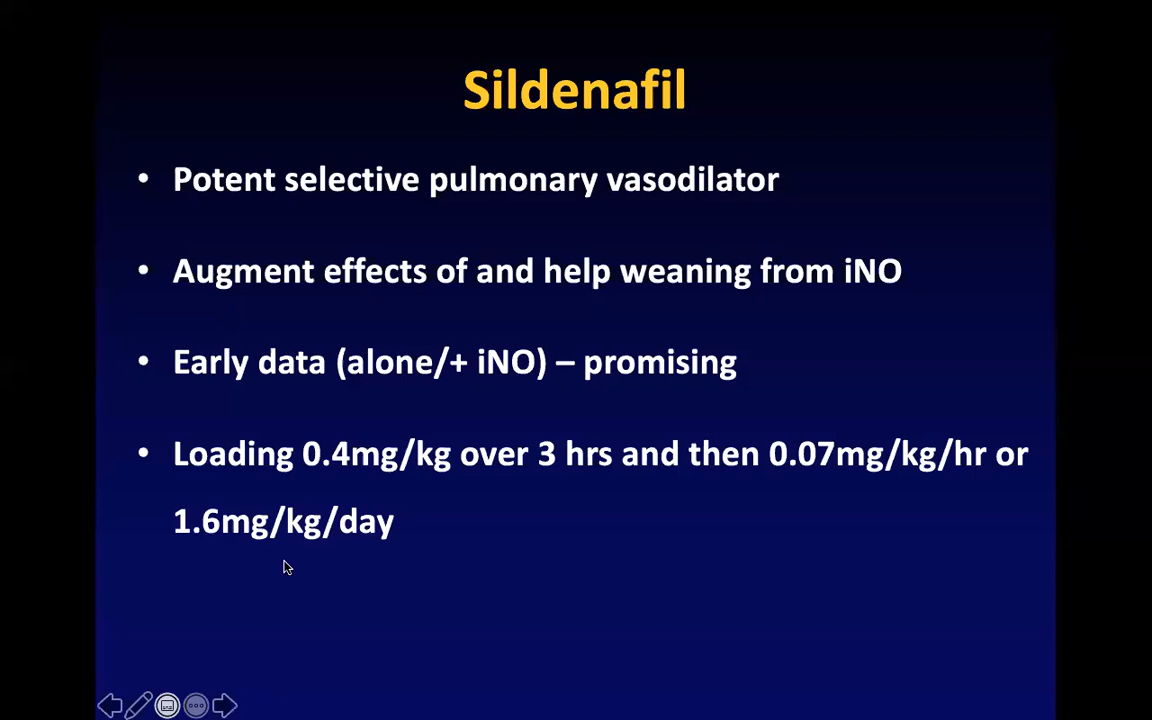 Sildenafil
• Potent selective pulmonary vasodilator
• Augment effects of and help weaning from iNO
• Early data (alone/+ iNO) – promising
• Loading 0.4mg/kg over 3 hrs and then 0.07mg/kg/hr or
1.6mg/kg/day